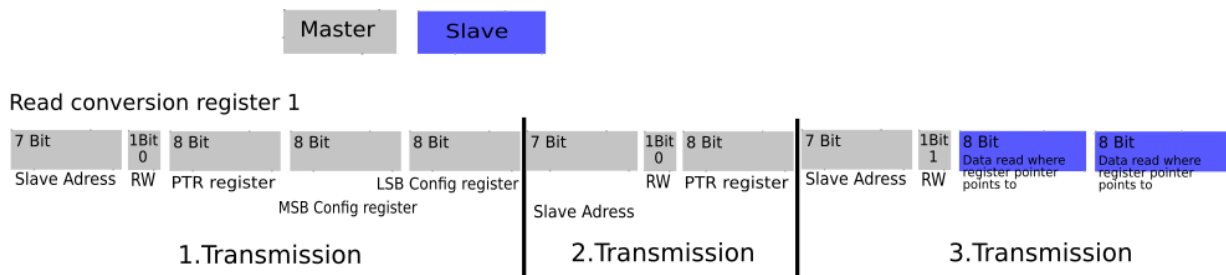 Master
Slave
Read conversion register 1
7 Bit
1Bit
0
8 Bit
8 Bit
8 Bit
7 Bit
1Bit
0
8 Bit
7 Bit
1Bit
1
8 Bit
Data read where
register pointer
points to
8 Bit
Data read where
register pointer
points to
Slave Adress
RW
PTR register
MSB Config register
LSB Config register
Slave Adress
RW
PTR register
Slave Adress
RW
1.Transmission
2.Transmission
3.Transmission